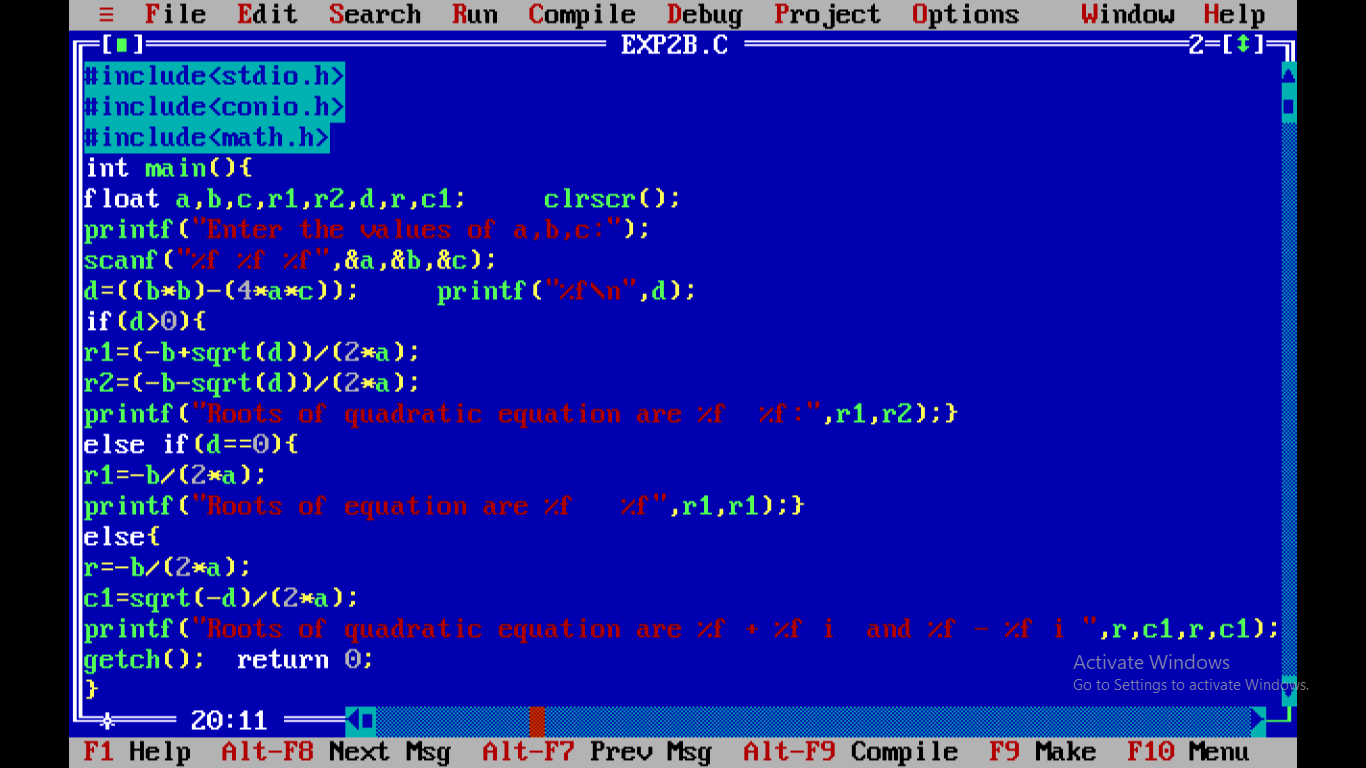 ≡ File Edit Search Run Compile Debug Project Options Window Help
[■] EXP2B.C 2=[↕]
#include<stdio.h>
#include<conio.h>
#include<math.h>
int main(){
float a,b,c,r1,r2,d,r,c1;     clrscr();
printf("Enter the values of a,b,c:");
scanf("%f %f %f",&a,&b,&c);
d=((b*b)-(4*a*c));     printf("%f\n",d);
if(d>0){
r1=(-b+sqrt(d))/(2*a);
r2=(-b-sqrt(d))/(2*a);
printf("Roots of quadratic equation are %f  %f:",r1,r2);}
else if(d==0){
r1=-b/(2*a);
printf("Roots of equation are %f   %f",r1,r1);}
else{
r=-b/(2*a);
c1=sqrt(-d)/(2*a);
printf("Roots of quadratic equation are %f + %f i  and %f - %f i ",r,c1,r,c1);
getch();  return 0;
}
Activate Windows
Go to Settings to activate Windows.
20:11
F1 Help Alt-F8 Next Msg Alt-F7 Prev Msg Alt-F9 Compile F9 Make F10 Menu